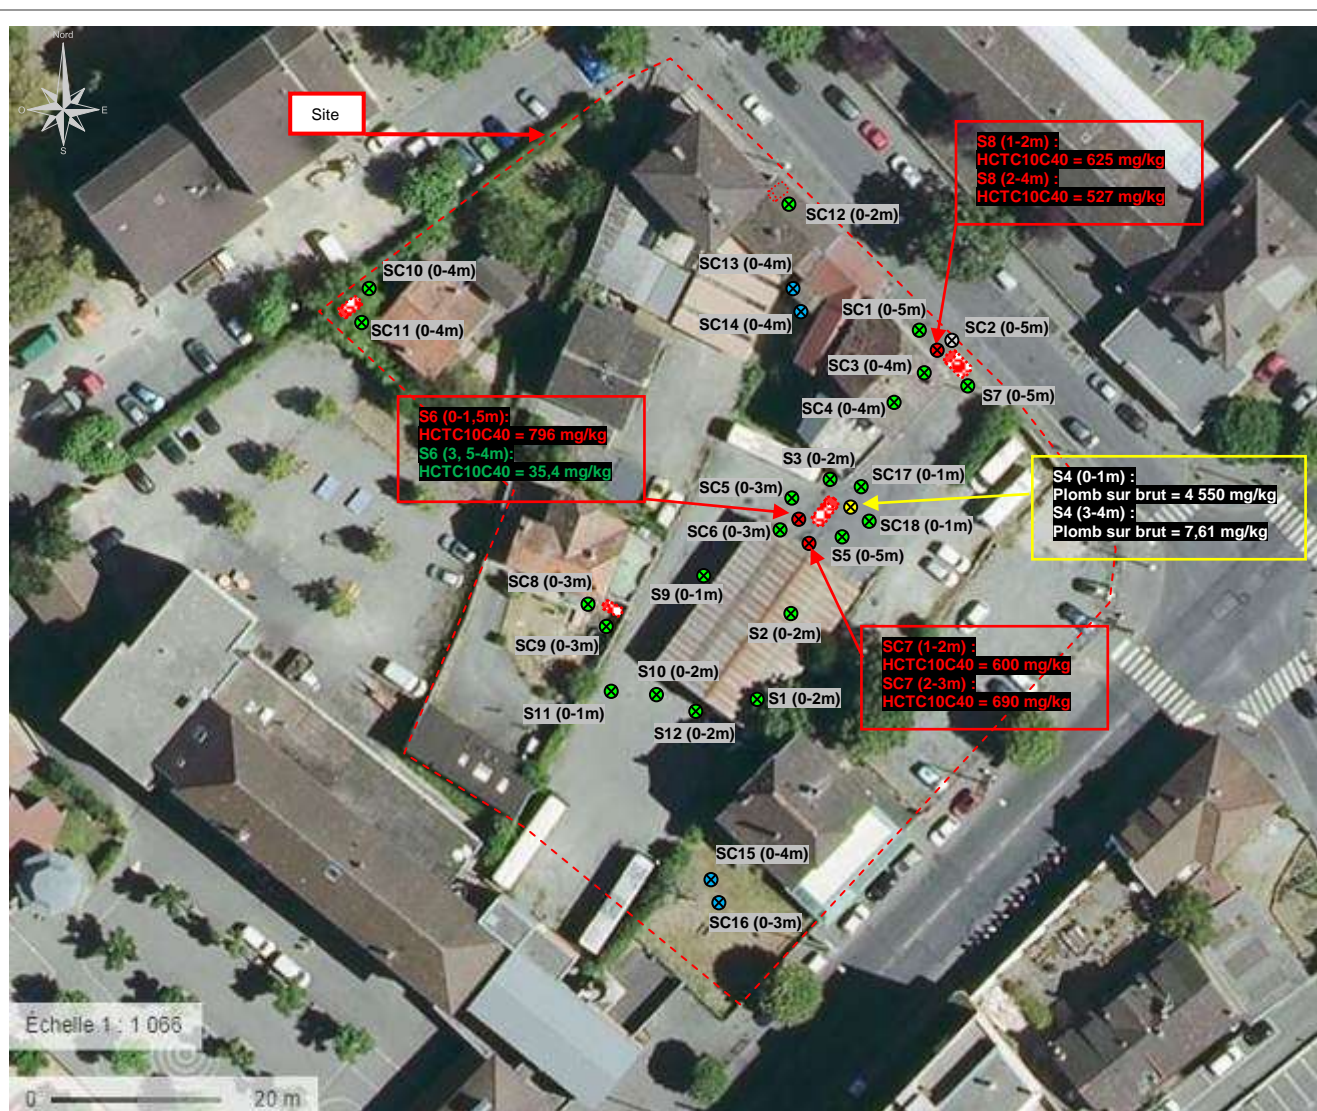 Nord
O
E
S
Site
S8 (1-2m) :
HCTC10C40 = 625 mg/kg
S8 (2-4m) :
HCTC10C40 = 527 mg/kg
SC12 (0-2m)
SC13 (0-4m)
SC10 (0-4m)
SC1 (0-5m)
SC2 (0-5m)
SC14 (0-4m)
SC11 (0-4m)
SC3 (0-4m)
S7 (0-5m)
SC4 (0-4m)
S6 (0-1,5m):
HCTC10C40 = 796 mg/kg
S6 (3, 5-4m):
HCTC10C40 = 35,4 mg/kg
S3 (0-2m)
SC17 (0-1m)
S4 (0-1m) :
Plomb sur brut = 4 550 mg/kg
S4 (3-4m) :
Plomb sur brut = 7,61 mg/kg
SC5 (0-3m)
SC6 (0-3m)
SC18 (0-1m)
S5 (0-5m)
SC8 (0-3m)
S9 (0-1m)
S2 (0-2m)
SC9 (0-3m)
SC7 (1-2m) :
HCTC10C40 = 600 mg/kg
SC7 (2-3m) :
HCTC10C40 = 690 mg/kg
S10 (0-2m)
S1 (0-2m)
S11 (0-1m)
S12 (0-2m)
SC15 (0-4m)
SC16 (0-3m)
Échelle 1 : 1 066
0 20 m